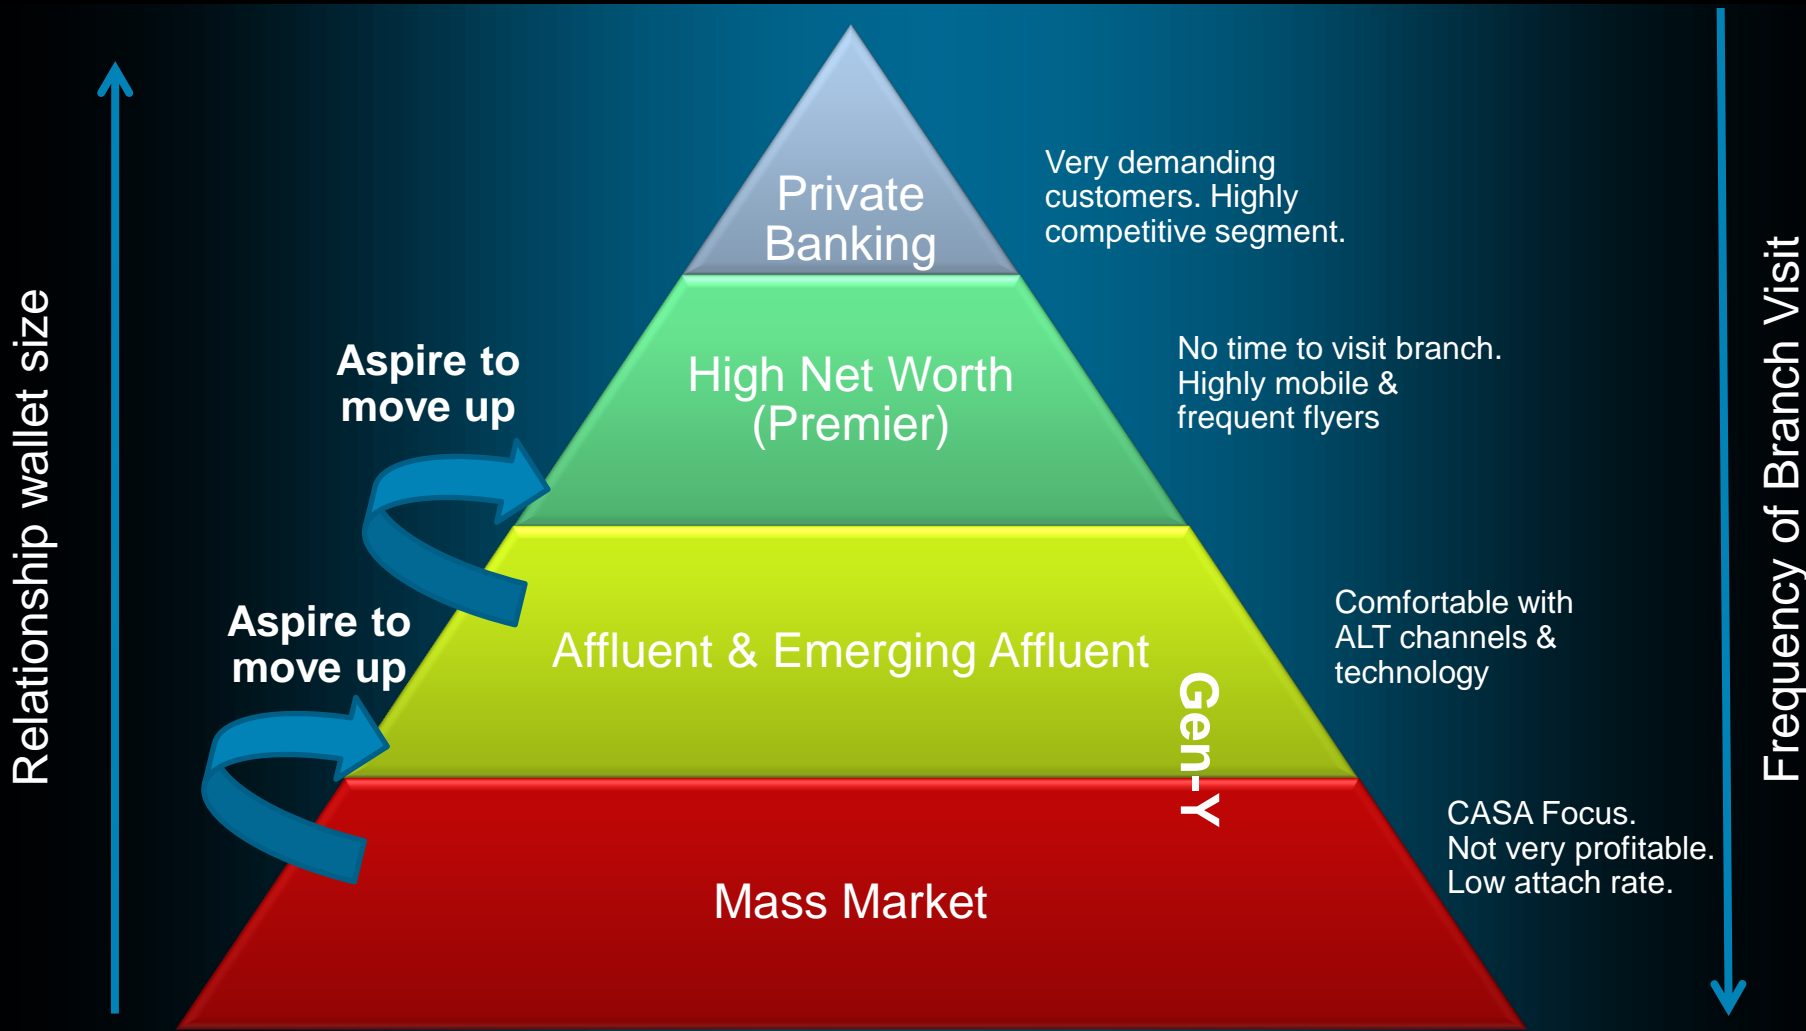 Relationship wallet size
Frequency of Branch Visit
Private
Banking
Very demanding
customers. Highly
competitive segment.
Aspire to
move up
High Net Worth
(Premier)
No time to visit branch.
Highly mobile &
frequent flyers
Aspire to
move up
Affluent & Emerging Affluent
Gen-Y
Comfortable with
ALT channels &
technology
Mass Market
CASA Focus.
Not very profitable.
Low attach rate.